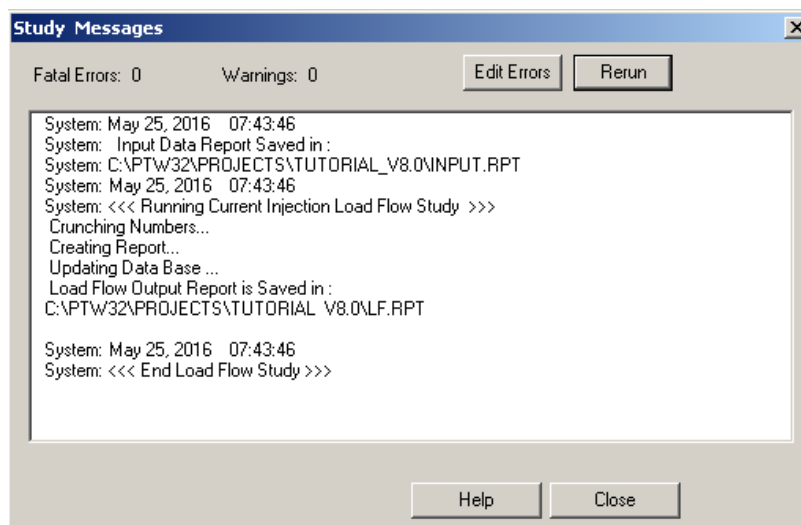 Study Messages
Fatal Errors: 0 Warnings: 0 Edit Errors Rerun
System: May 25, 2016 07:43:46
System: Input Data Report Saved in :
System: C:\PTW32\PROJECTS\TUTORIAL_V8.0\INPUT.RPT
System: May 25, 2016 07:43:46
System: <<< Running Current Injection Load Flow Study >>>
Crunching Numbers...
Creating Report...
Updating Data Base ...
Load Flow Output Report is Saved in :
C:\PTW32\PROJECTS\TUTORIAL V8.0\LF.RPT
System: May 25, 2016 07:43:46
System: <<< End Load Flow Study >>>
Help Close